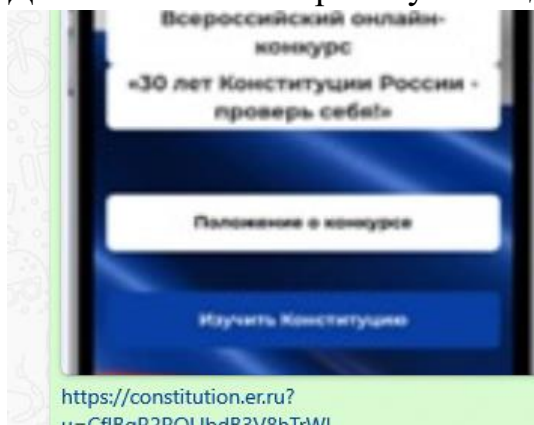 Всероссийский онлайн-
конкурс
«30 лет Конституции России -
проверь себя!»
Положение о конкурсе
Изучить Конституцию
https://constitution.er.ru?